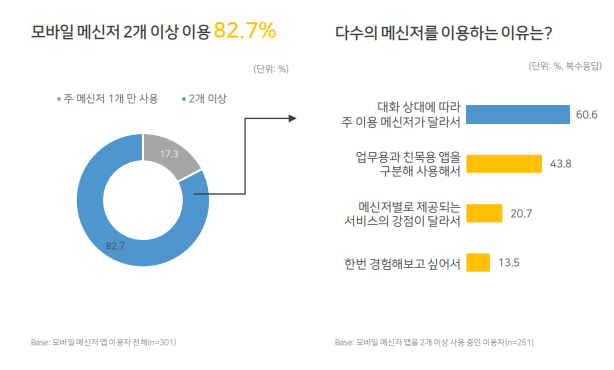 모바일 메신저 2개 이상 이용 82.7%
(단위: %)
주 메신저 1개 만 사용
2개 이상
17.3
82.7
Base: 모바일 메신저 앱 이용자 전체(n=301)
다수의 메신저를 이용하는 이유는?
(단위: %, 복수응답)
대화 상대에 따라
주 이용 메신저가 달라서
60.6
업무용과 친목용 앱을
구분해 사용해서
43.8
메신저별로 제공되는
서비스의 강점이 달라서
20.7
한번 경험해보고 싶어서
13.5
Base: 모바일 메신저 앱을 2개 이상 사용 중인 이용자(n=251)